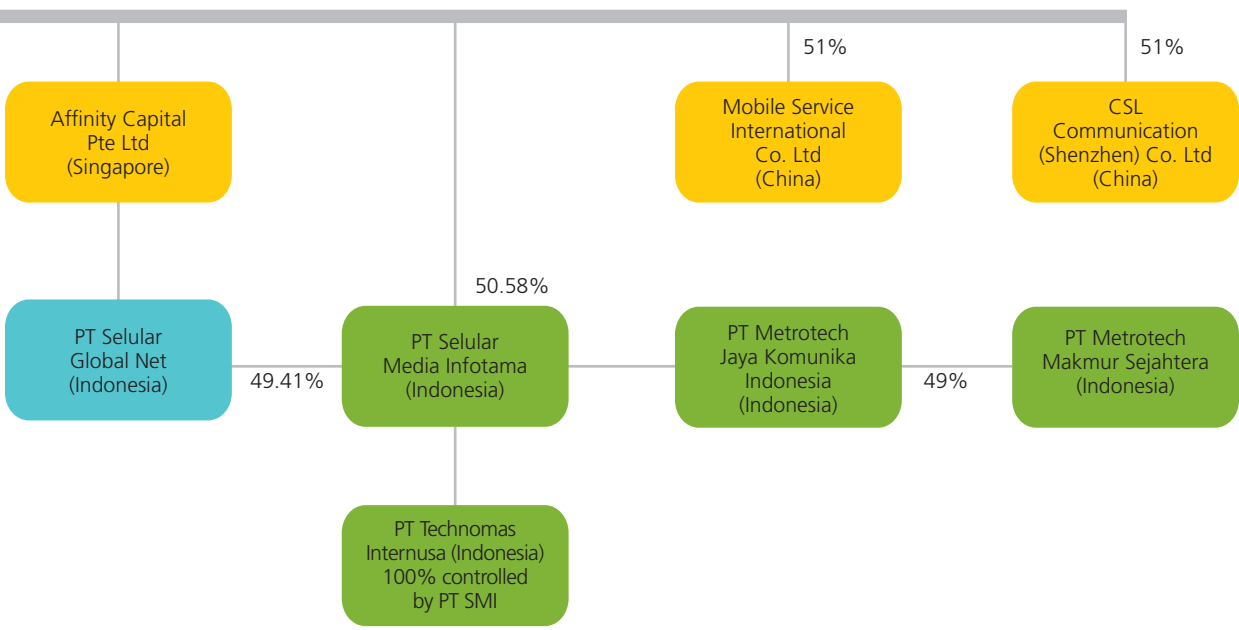 51%
51%
Affinity Capital
Pte Ltd
(Singapore)
Mobile Service
International
Co. Ltd
(China)
CSL
Communication
(Shenzhen) Co. Ltd
(China)
50.58%
PT Selular
Global Net
(Indonesia)
49.41%
PT Selular
Media Infotama
(Indonesia)
PT Metrotech
Jaya Komunika
Indonesia
(Indonesia)
49%
PT Metrotech
Makmur Sejahtera
(Indonesia)
PT Technomas
Internusa (Indonesia)
100% controlled
by PT SMI